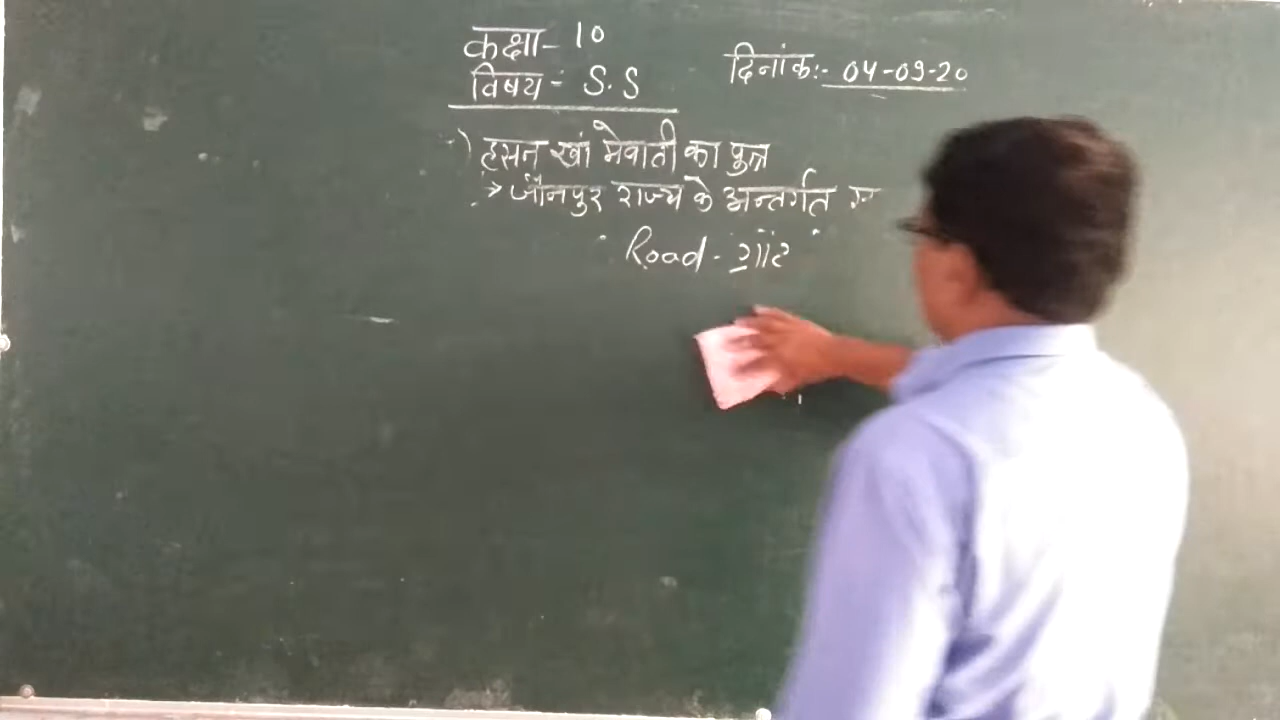 कक्षा- 10
विषय - S.S
दिनांक:- 04-09-20
हसन खां मेवाती का पुत्र
→ जौनपुर राज्य के अन्तर्गत
Road-